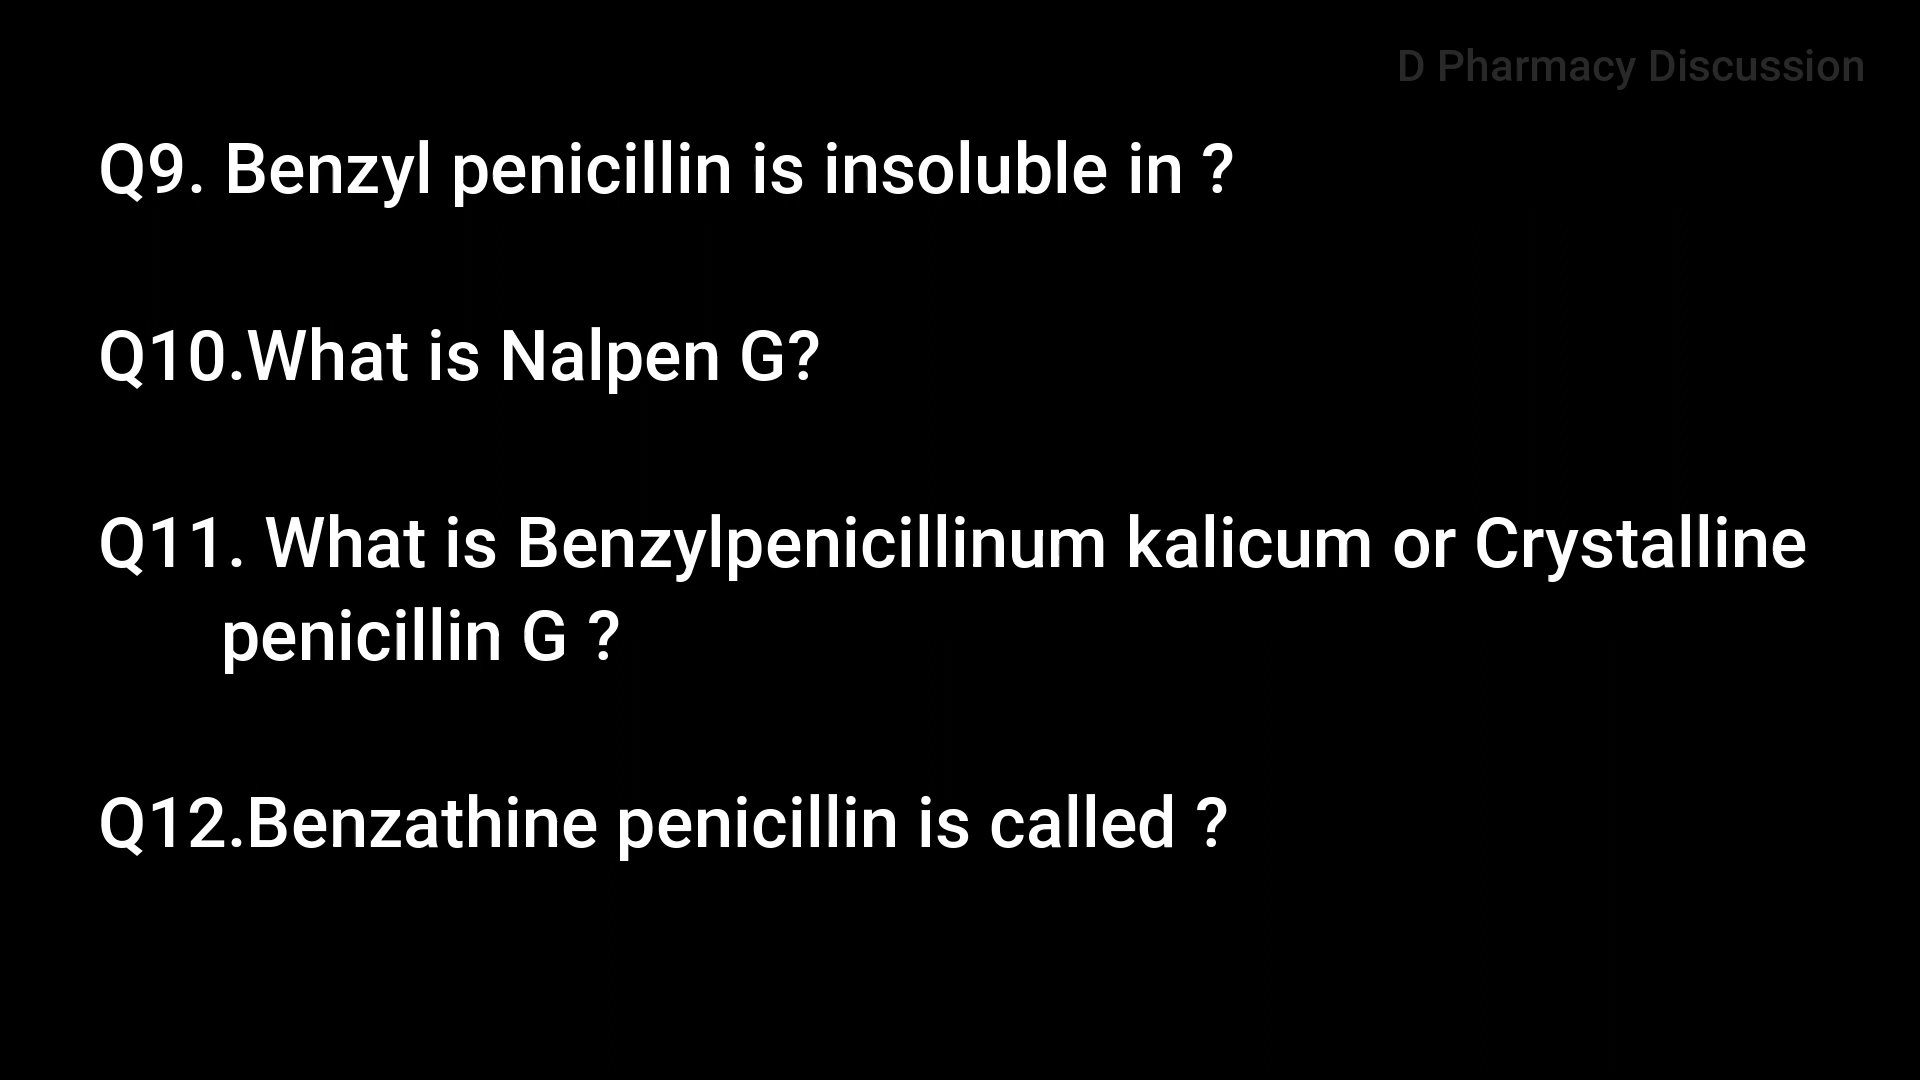 D Pharmacy Discussion
Q9. Benzyl penicillin is insoluble in ?
Q10.What is Nalpen G?
Q11. What is Benzylpenicillinum kalicum or Crystalline
penicillin G ?
Q12.Benzathine penicillin is called ?